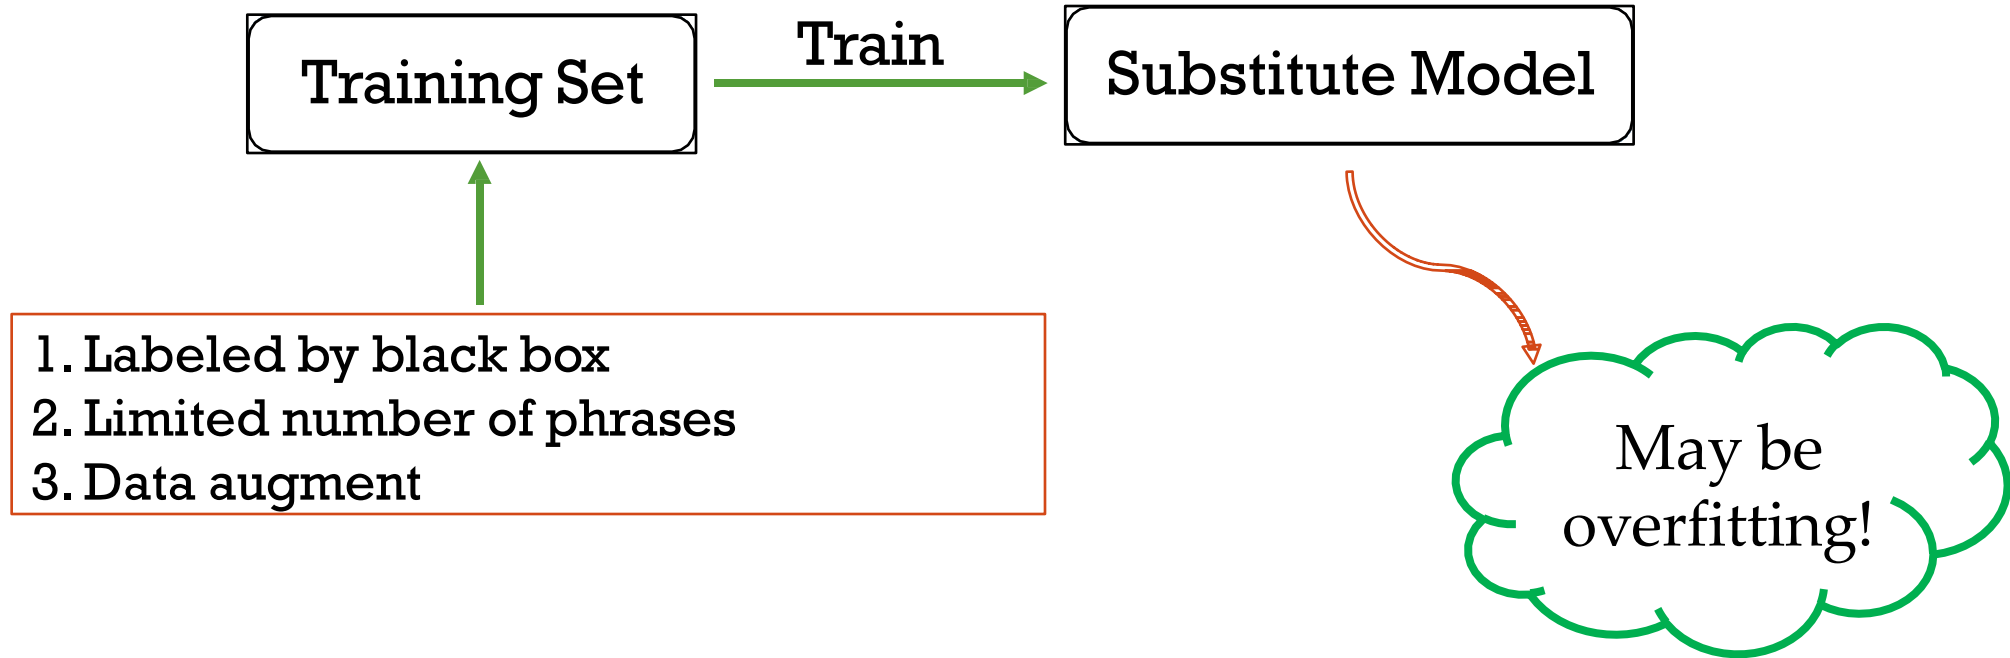 Training Set
Train
Substitute Model
1. Labeled by black box
2. Limited number of phrases
3. Data augment
May be
overfitting!